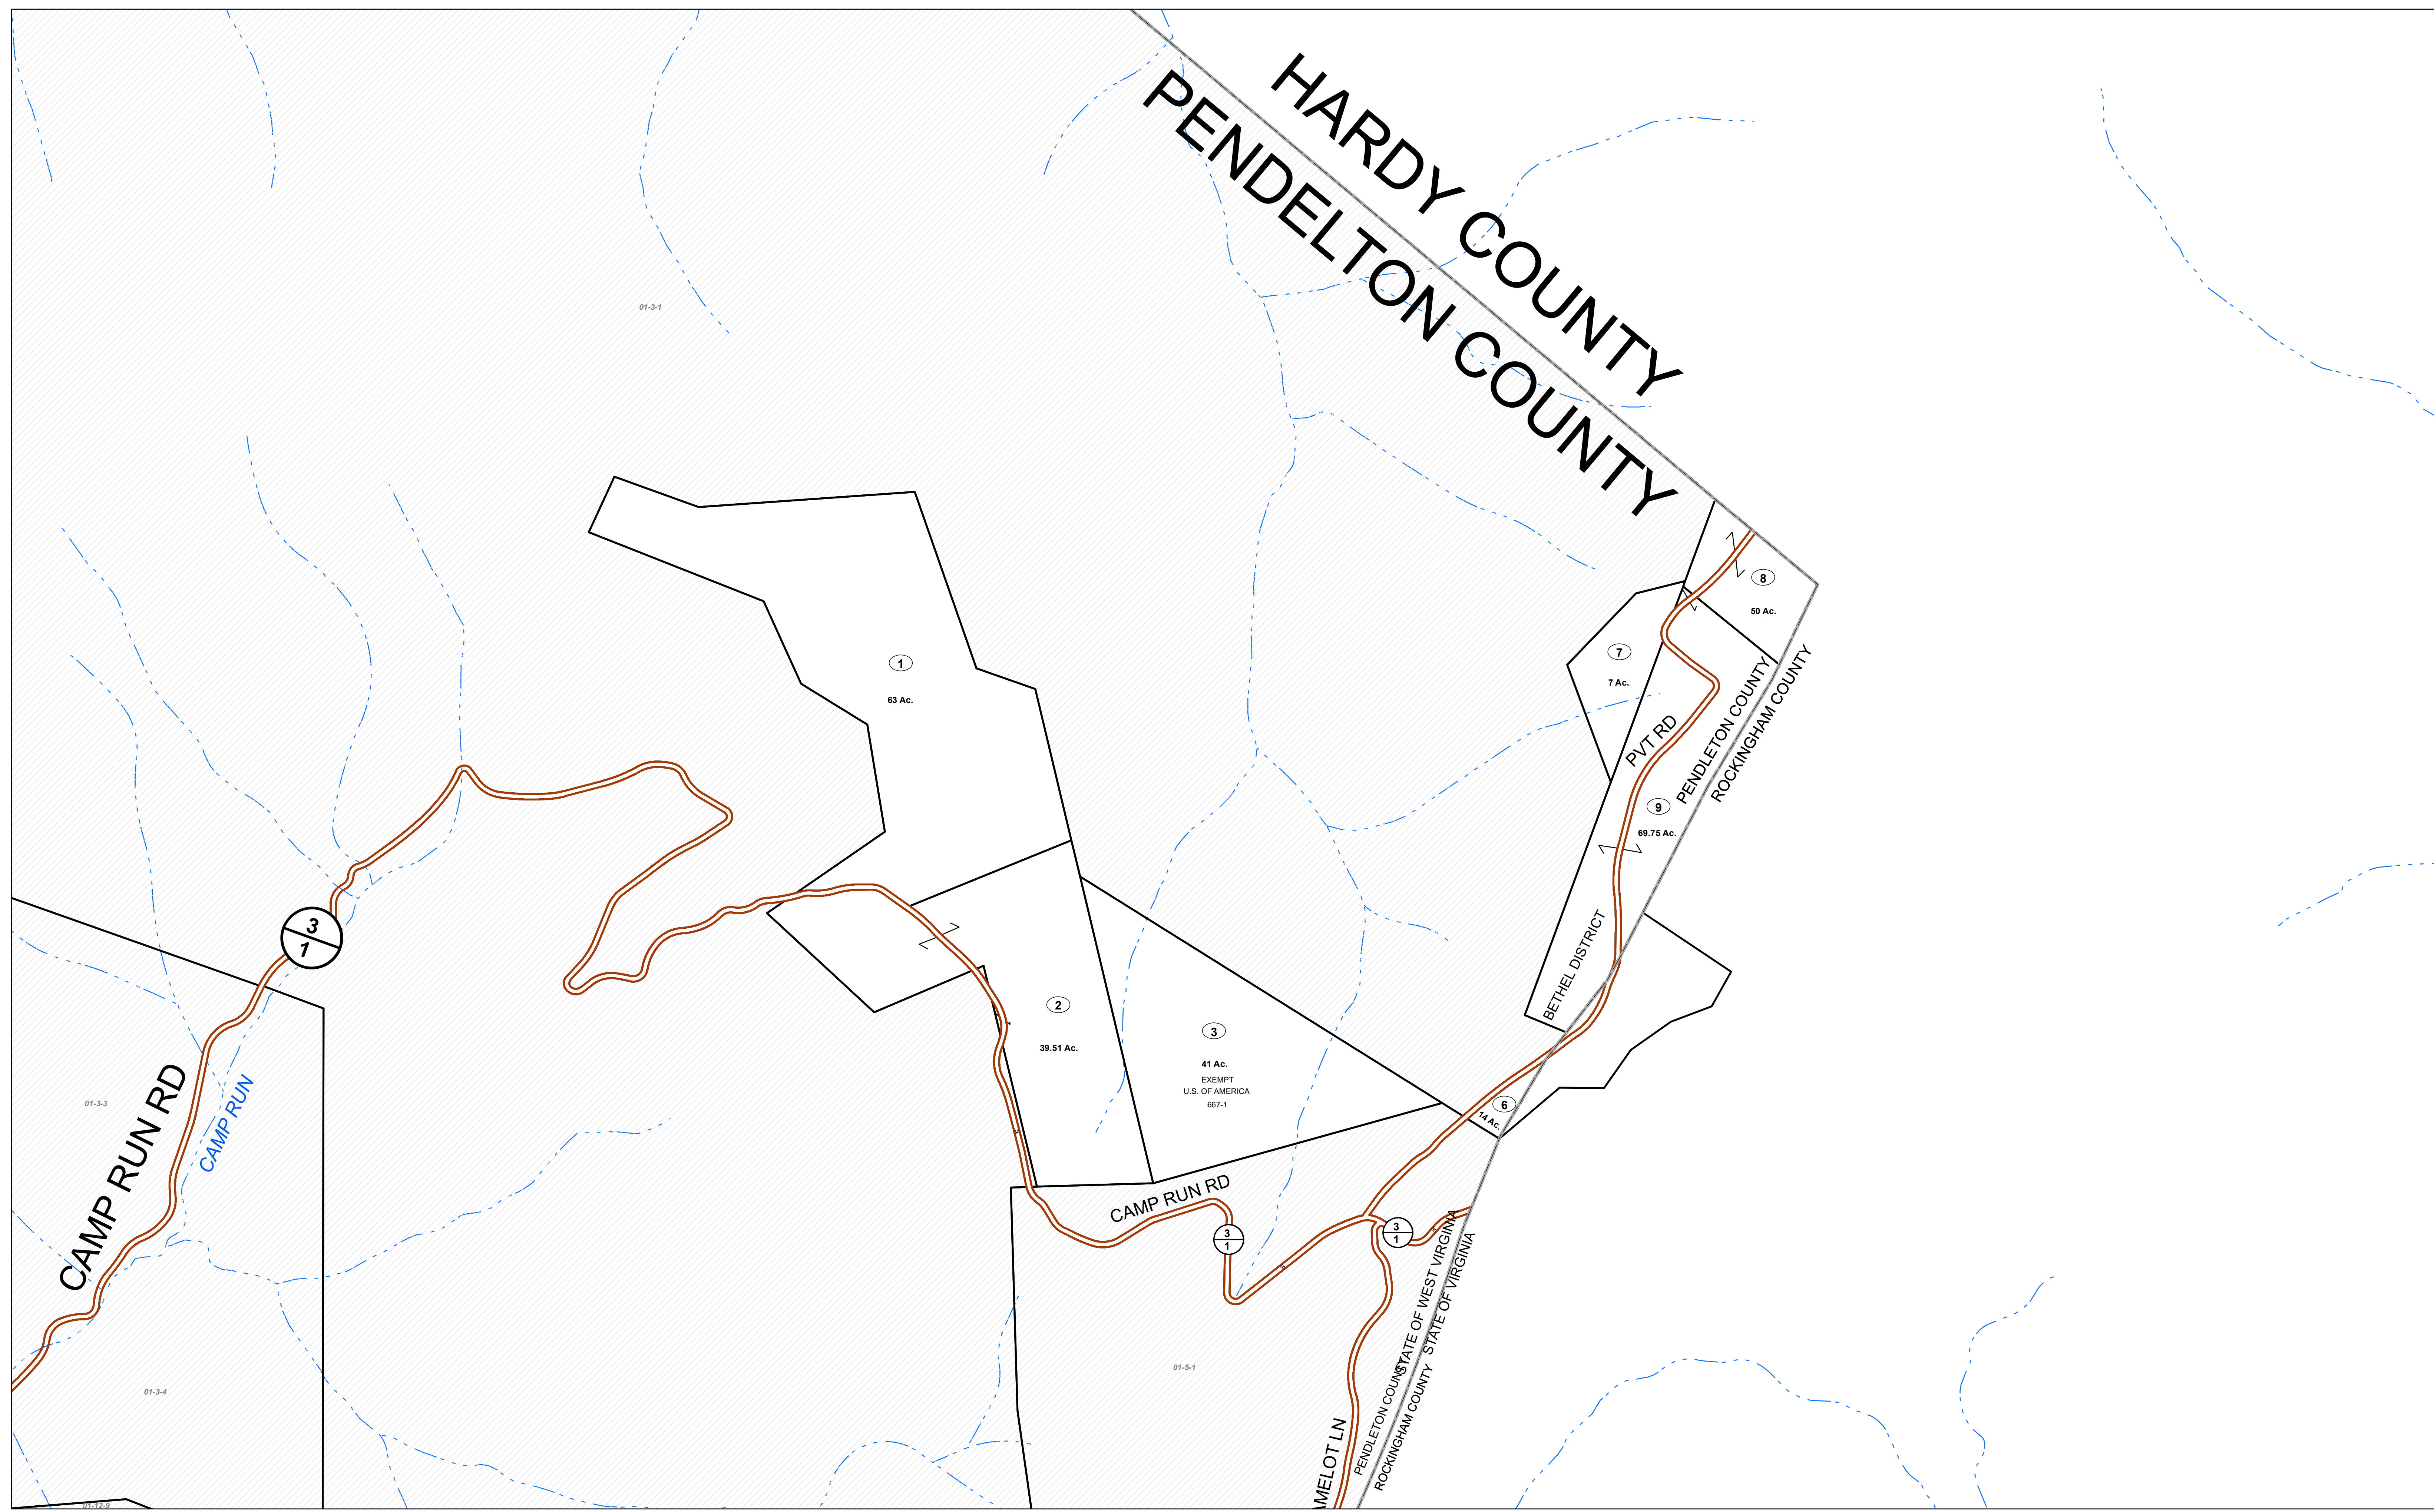 HARDY COUNTY
PENDELTON COUNTY
01-3-1
8
50 Ac.
7
7 Ac.
1
63 Ac.
PVT RD
PENDLETON COUNTY
ROCKINGHAM COUNTY
9
69.75 Ac.
3
1
BETHEL DISTRICT
2
39.51 Ac.
3
41 Ac.
EXEMPT
U.S. OF AMERICA
667-1
6
14 Ac.
01-3-3
CAMP RUN RD
CAMP RUN
CAMP RUN RD
3
1
3
1
STATE OF WEST VIRGINIA
STATE OF VIRGINIA
01-5-1
01-3-4
PENDLETON COUNTY
ROCKINGHAM COUNTY
AMELOT LN
01-12-9